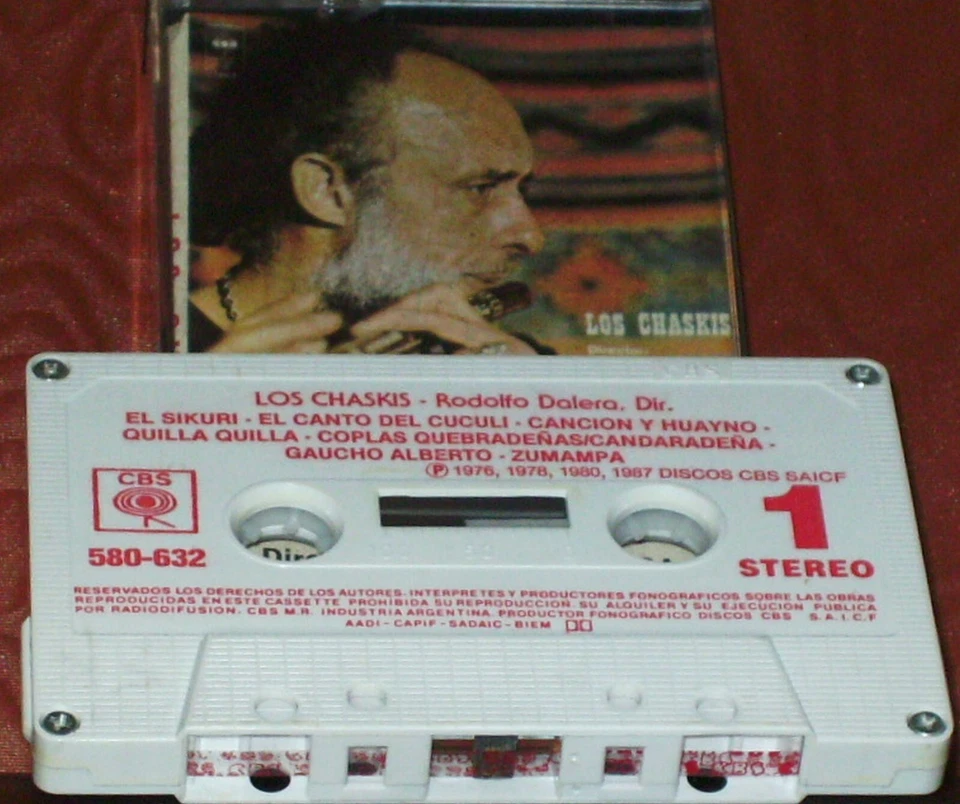 LOS CHASKIS
Director:
LOS CHASKIS - Rodolfo Dalera, Dir.
EL SIKURI - EL CANTO DEL CUCULI - CANCION Y HUAYNO -
QUILLA QUILLA - COPLAS QUEBRADEÑAS/CANDARADEÑA -
GAUCHO ALBERTO - ZUMAMPA
Ⓟ 1976, 1978, 1980, 1987 DISCOS CBS SAICF
CBS
1
580-632
Dire
STEREO
RESERVADOS LOS DERECHOS DE LOS AUTORES. INTERPRETES Y PRODUCTORES FONOGRAFICOS SOBRE LAS OBRAS
REPRODUCIDAS EN ESTE CASSETTE PROHIBIDA SU REPRODUCCION. SU ALQUILER Y SU EJECUCION PUBLICA
POR RADIODIFUSION. CBS M.R. INDUSTRIA ARGENTINA. PRODUCTOR FONOGRAFICO DISCOS CBS S.A.I.C.F
AADI - CAPIF - SADAIC - BIEM